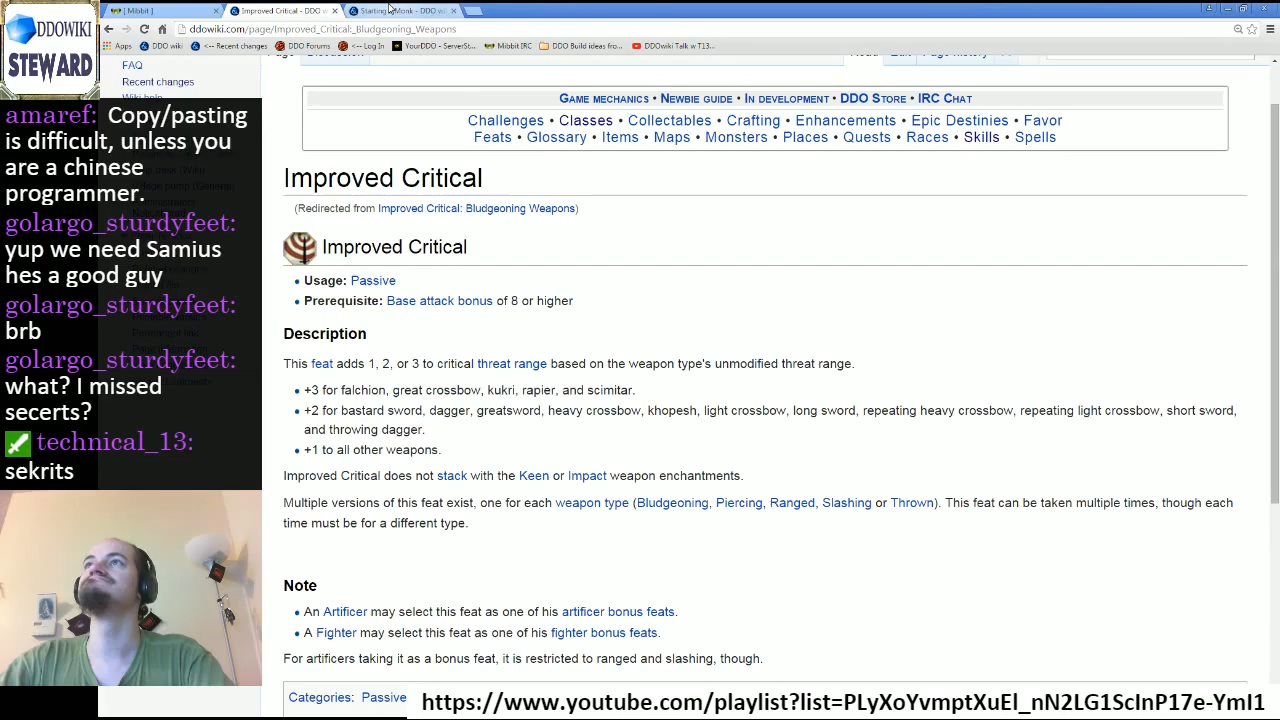 [ Mibbit ]
Improved Critical - DDO w
Monk - DDO wi
ddowiki.com/page/Improved_Critical:_Bludgeoning_Weapons
Apps
DDO wiki
<-- Recent changes
DDO Forums
<-- Log In
YourDDO - ServerSt...
Mibbit IRC
DDO Build ideas fro...
DDOwiki Talk w T13...
DDOWIKI
STEWARD
FAQ
Recent changes
Wiki help
amaref: Copy/pasting
is difficult, unless you
are a chinese
programmer.
golargo_sturdyfeet:
yup we need Samius
hes a good guy
golargo_sturdyfeet:
brb
golargo_sturdyfeet:
what? I missed
secerts?
technical_13:
sekrits
Game mechanics • Newbie guide • In development • DDO Store • IRC Chat
Challenges • Classes • Collectables • Crafting • Enhancements • Epic Destinies • Favor
Feats • Glossary • Items • Maps • Monsters • Places • Quests • Races • Skills • Spells
Improved Critical
(Redirected from Improved Critical: Bludgeoning Weapons)
Improved Critical
• Usage: Passive
• Prerequisite: Base attack bonus of 8 or higher
Description
This feat adds 1, 2, or 3 to critical threat range based on the weapon type's unmodified threat range.
• +3 for falchion, great crossbow, kukri, rapier, and scimitar.
• +2 for bastard sword, dagger, greatsword, heavy crossbow, khopesh, light crossbow, long sword, repeating heavy crossbow, repeating light crossbow, short sword,
and throwing dagger.
• +1 to all other weapons.
Improved Critical does not stack with the Keen or Impact weapon enchantments.
Multiple versions of this feat exist, one for each weapon type (Bludgeoning, Piercing, Ranged, Slashing or Thrown). This feat can be taken multiple times, though each
time must be for a different type.
Note
• An Artificer may select this feat as one of his artificer bonus feats.
• A Fighter may select this feat as one of his fighter bonus feats.
For artificers taking it as a bonus feat, it is restricted to ranged and slashing, though.
Categories: Passive
https://www.youtube.com/playlist?list=PLyXoYvmptXuEl_nN2LG1ScInP17e-YmI1